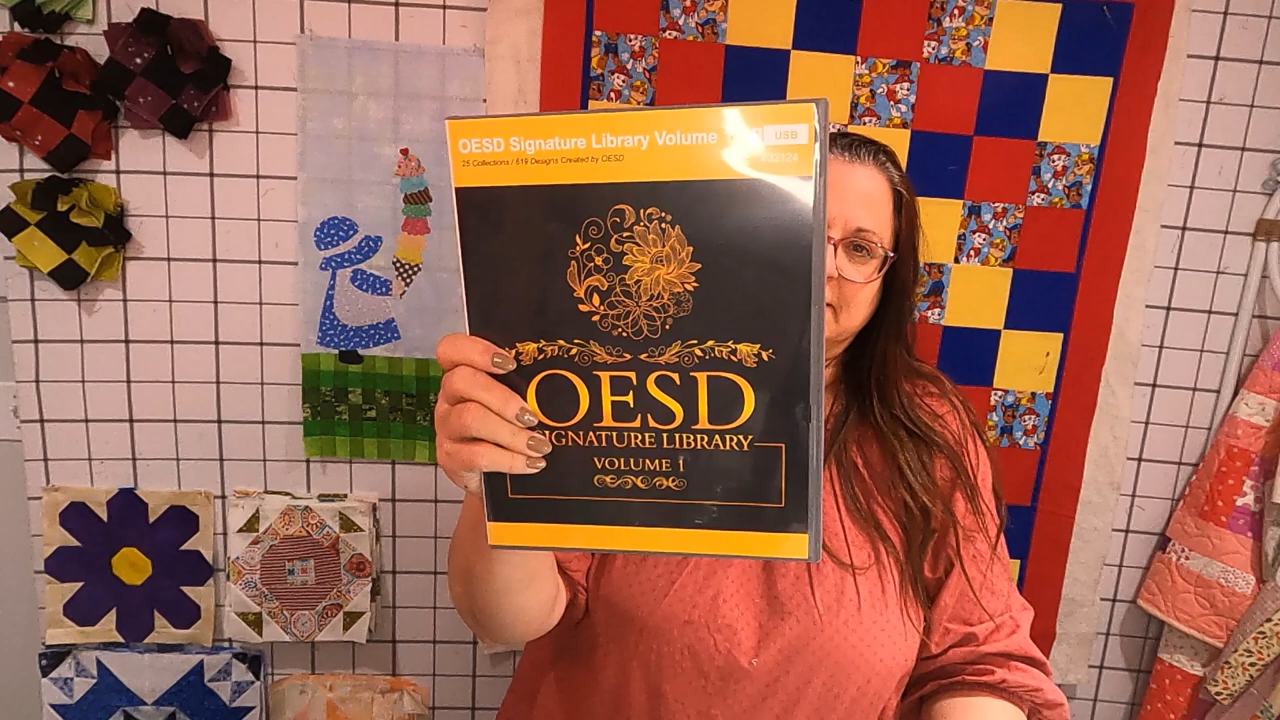 OESD Signature Library Volume
USB
25 Collections / 619 Designs Created by OESD
OESD
SIGNATURE LIBRARY
VOLUME 1